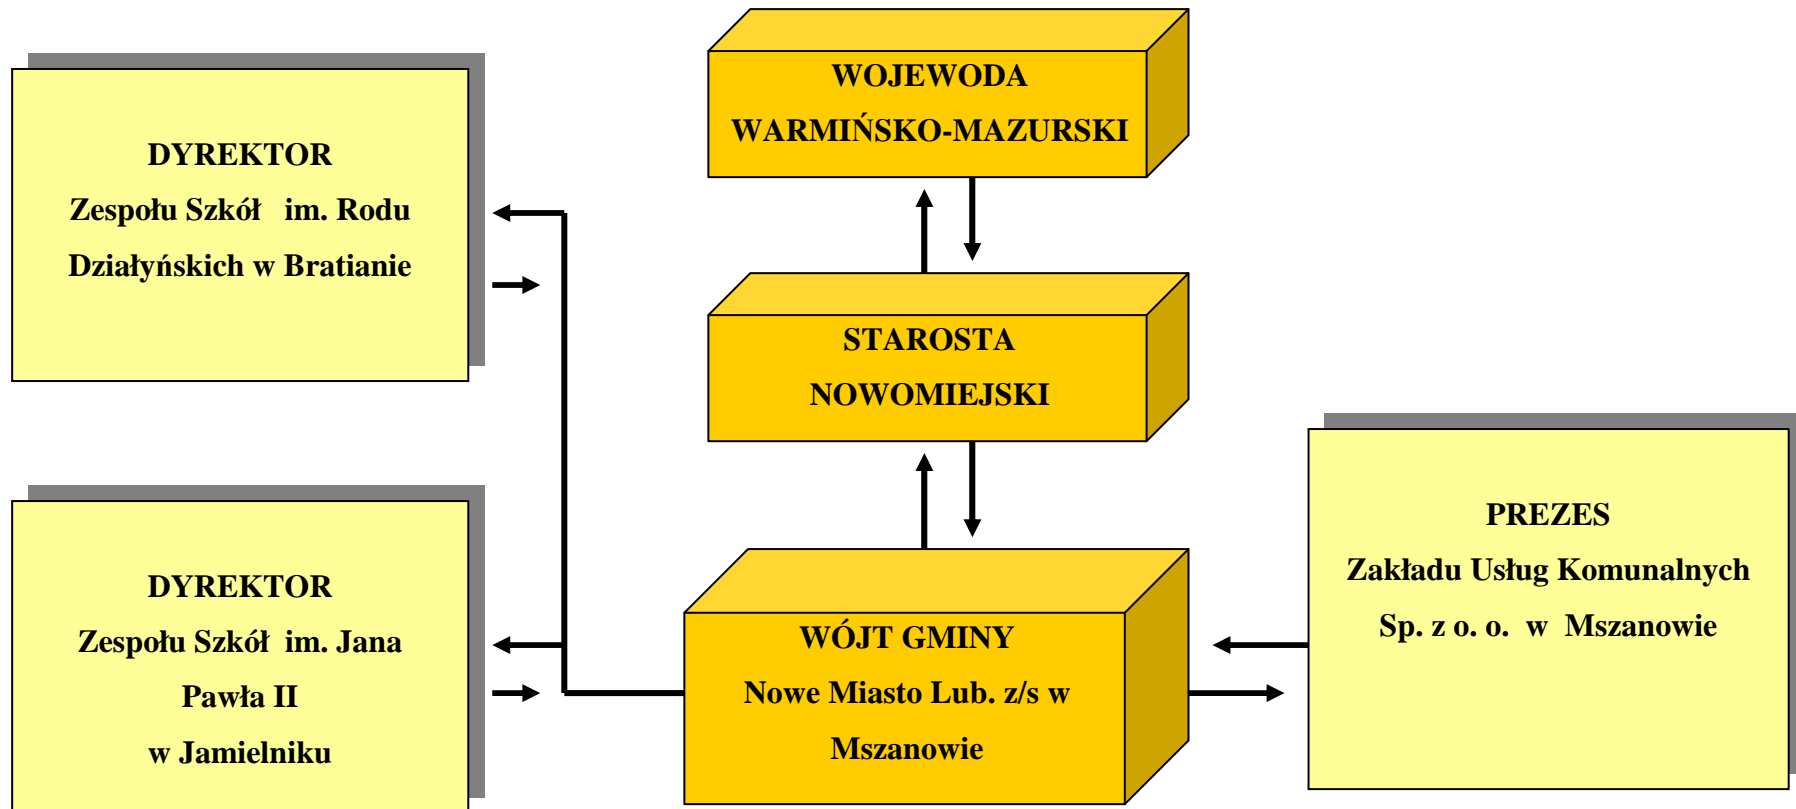 WOJEWODA
WARMIŃSKO-MAZURSKI
DYREKTOR
Zespołu Szkół im. Rodu
Działyńskich w Bratianie
STAROSTA
NOWOMIEJSKI
DYREKTOR
Zespołu Szkół im. Jana
Pawła II
w Jamielniku
WÓJT GMINY
Nowe Miasto Lub. z/s w
Mszanowie
PREZES
Zakładu Usług Komunalnych
Sp. z o. o. w Mszanowie